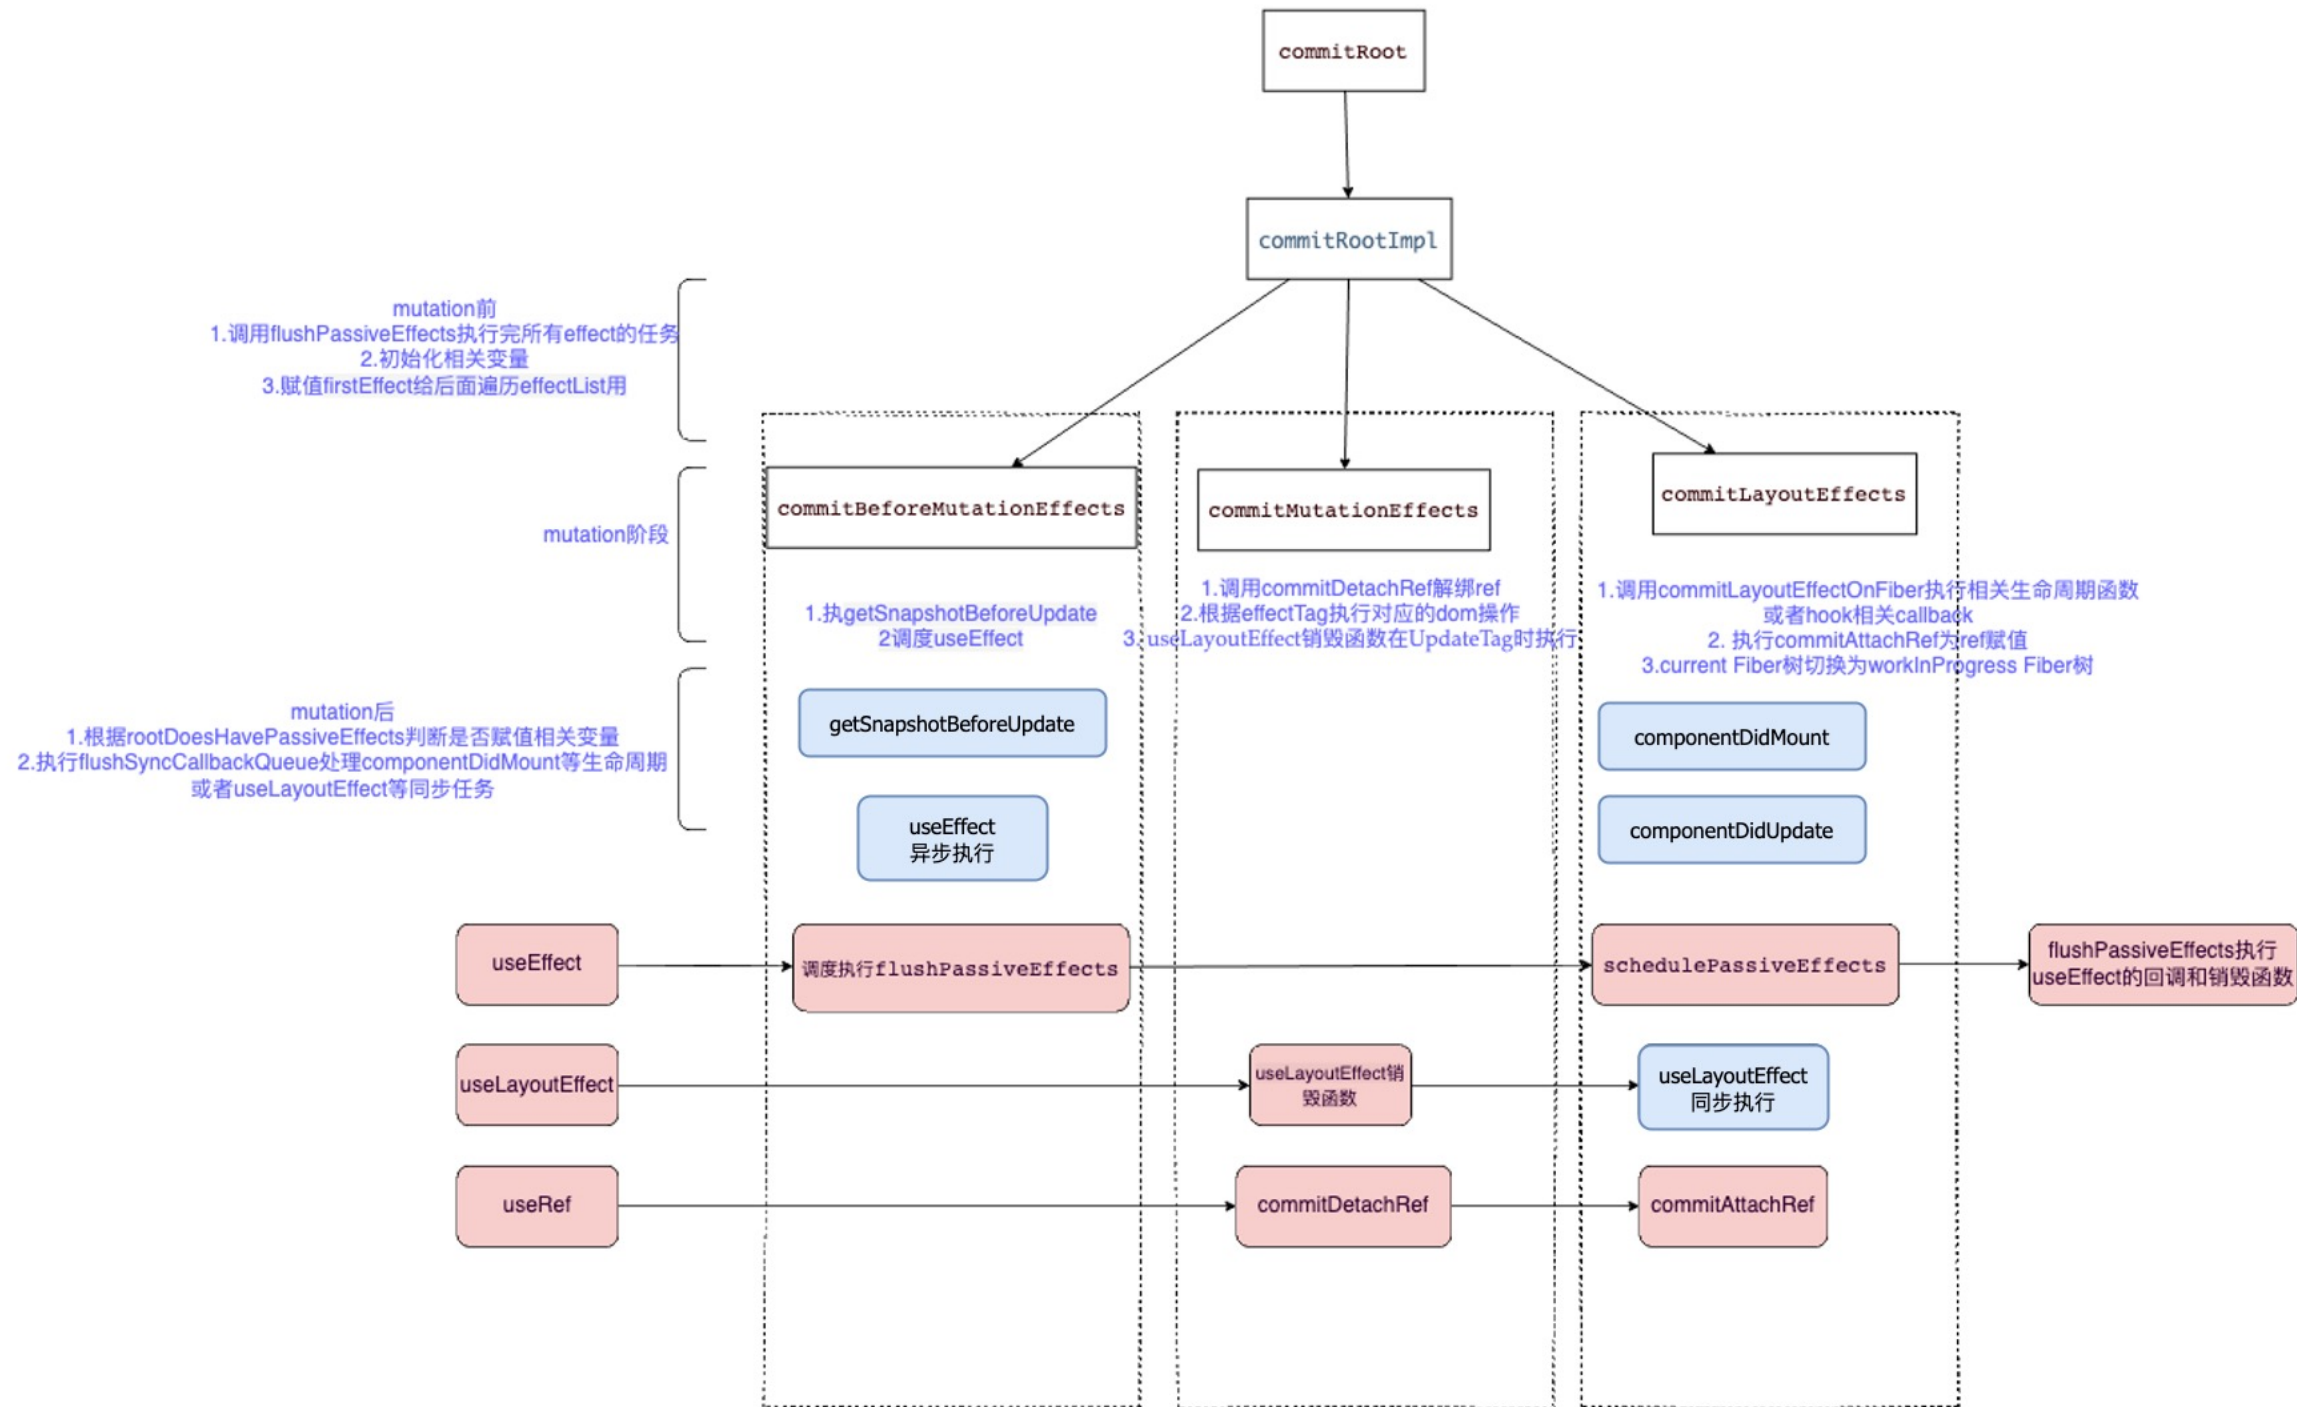 commitRoot
commitRootImpl
mutation前
1.调用flushPassiveEffects执行完所有effect的任务
2.初始化相关变量
3.赋值firstEffect给后面遍历effectList用
mutation阶段
mutation后
1.根据rootDoesHavePassiveEffects判断是否赋值相关变量
2.执行flushSyncCallbackQueue处理componentDidMount等生命周期
或者useLayoutEffect等同步任务
commitBeforeMutationEffects
1.执getSnapshotBeforeUpdate
2调度useEffect
getSnapshotBeforeUpdate
useEffect
异步执行
commitMutationEffects
1.调用commitDetachRef解绑ref
2.根据effectTag执行对应的dom操作
3. useLayoutEffect销毁函数在UpdateTag时执行
commitLayoutEffects
1.调用commitLayoutEffectOnFiber执行相关生命周期函数
或者hook相关callback
2. 执行commitAttachRef为ref赋值
3.current Fiber树切换为workInProgress Fiber树
componentDidMount
componentDidUpdate
useEffect
调度执行flushPassiveEffects
schedulePassiveEffects
flushPassiveEffects执行
useEffect的回调和销毁函数
useLayoutEffect
useLayoutEffect销
毁函数
useLayoutEffect
同步执行
useRef
commitDetachRef
commitAttachRef